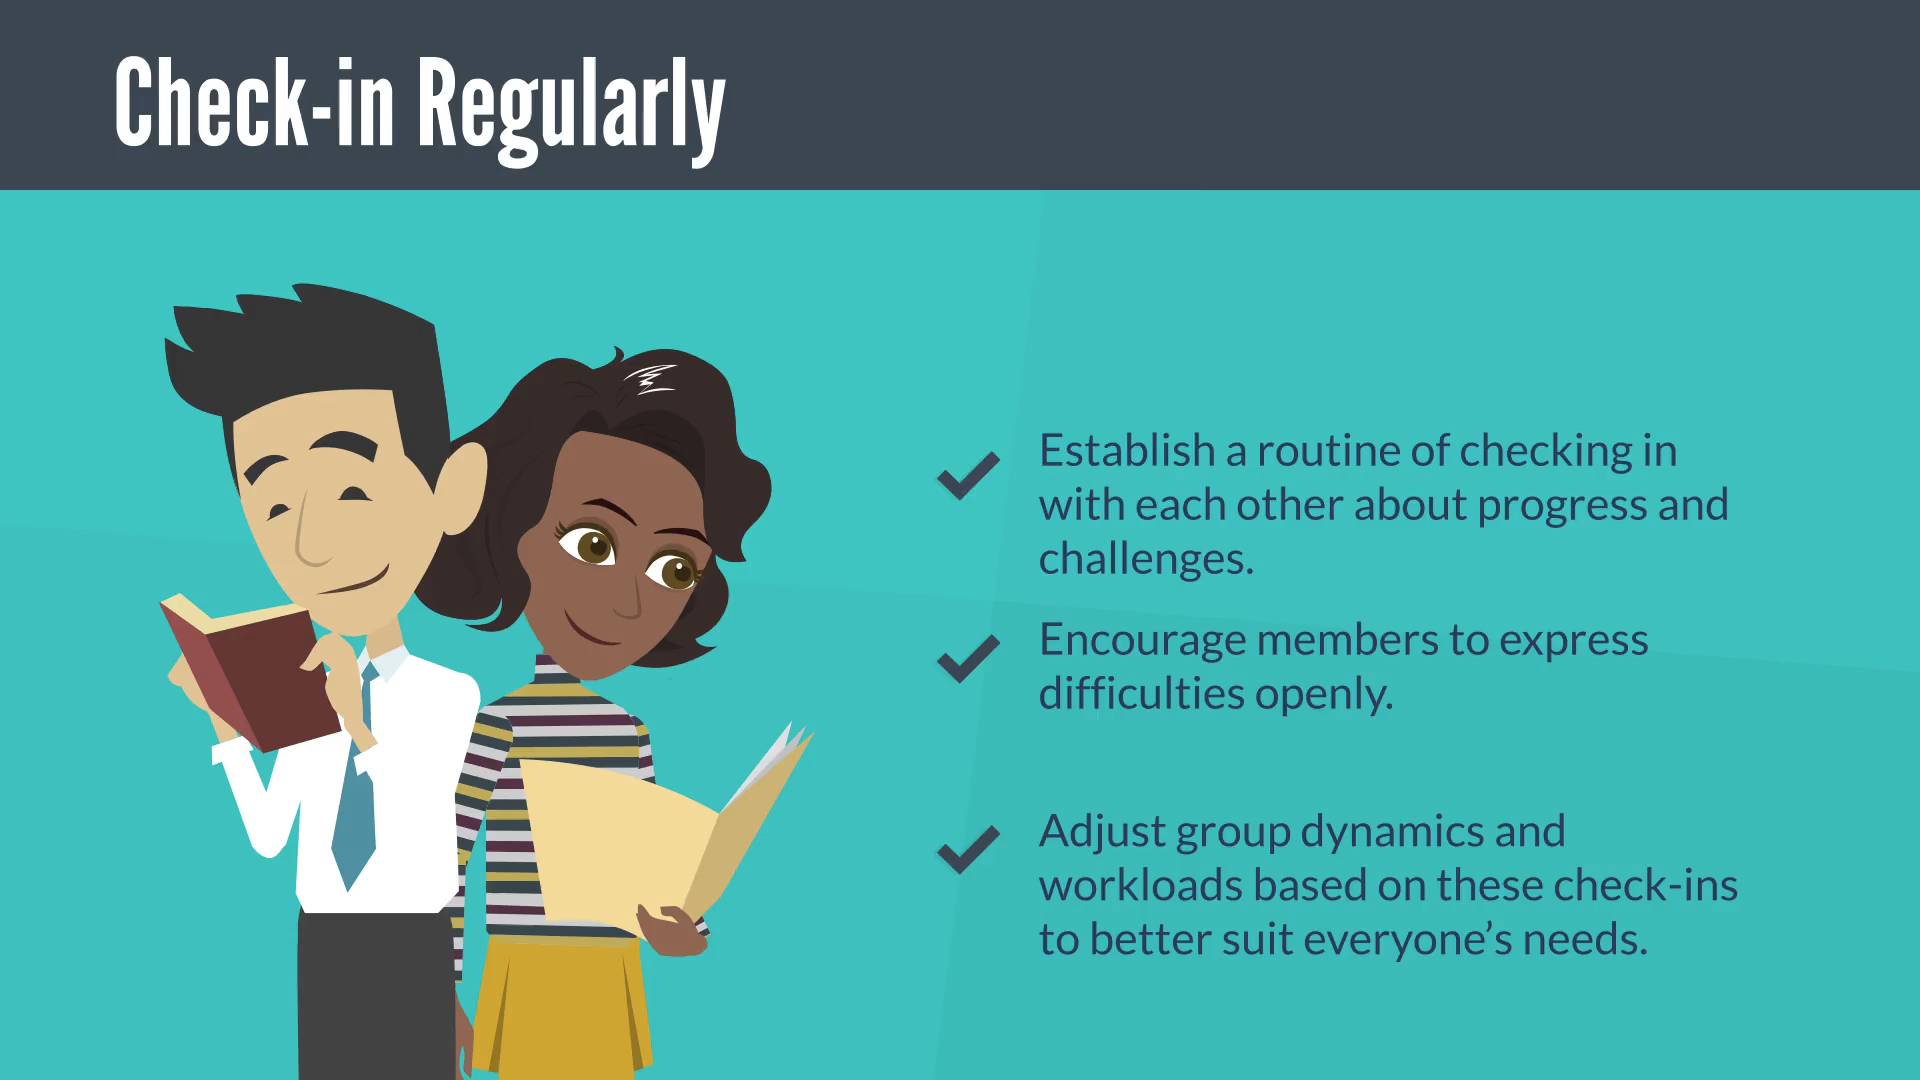 Check-in Regularly
Establish a routine of checking in
with each other about progress and
challenges.
Encourage members to express
difficulties openly.
Adjust group dynamics and
workloads based on these check-ins
to better suit everyone’s needs.